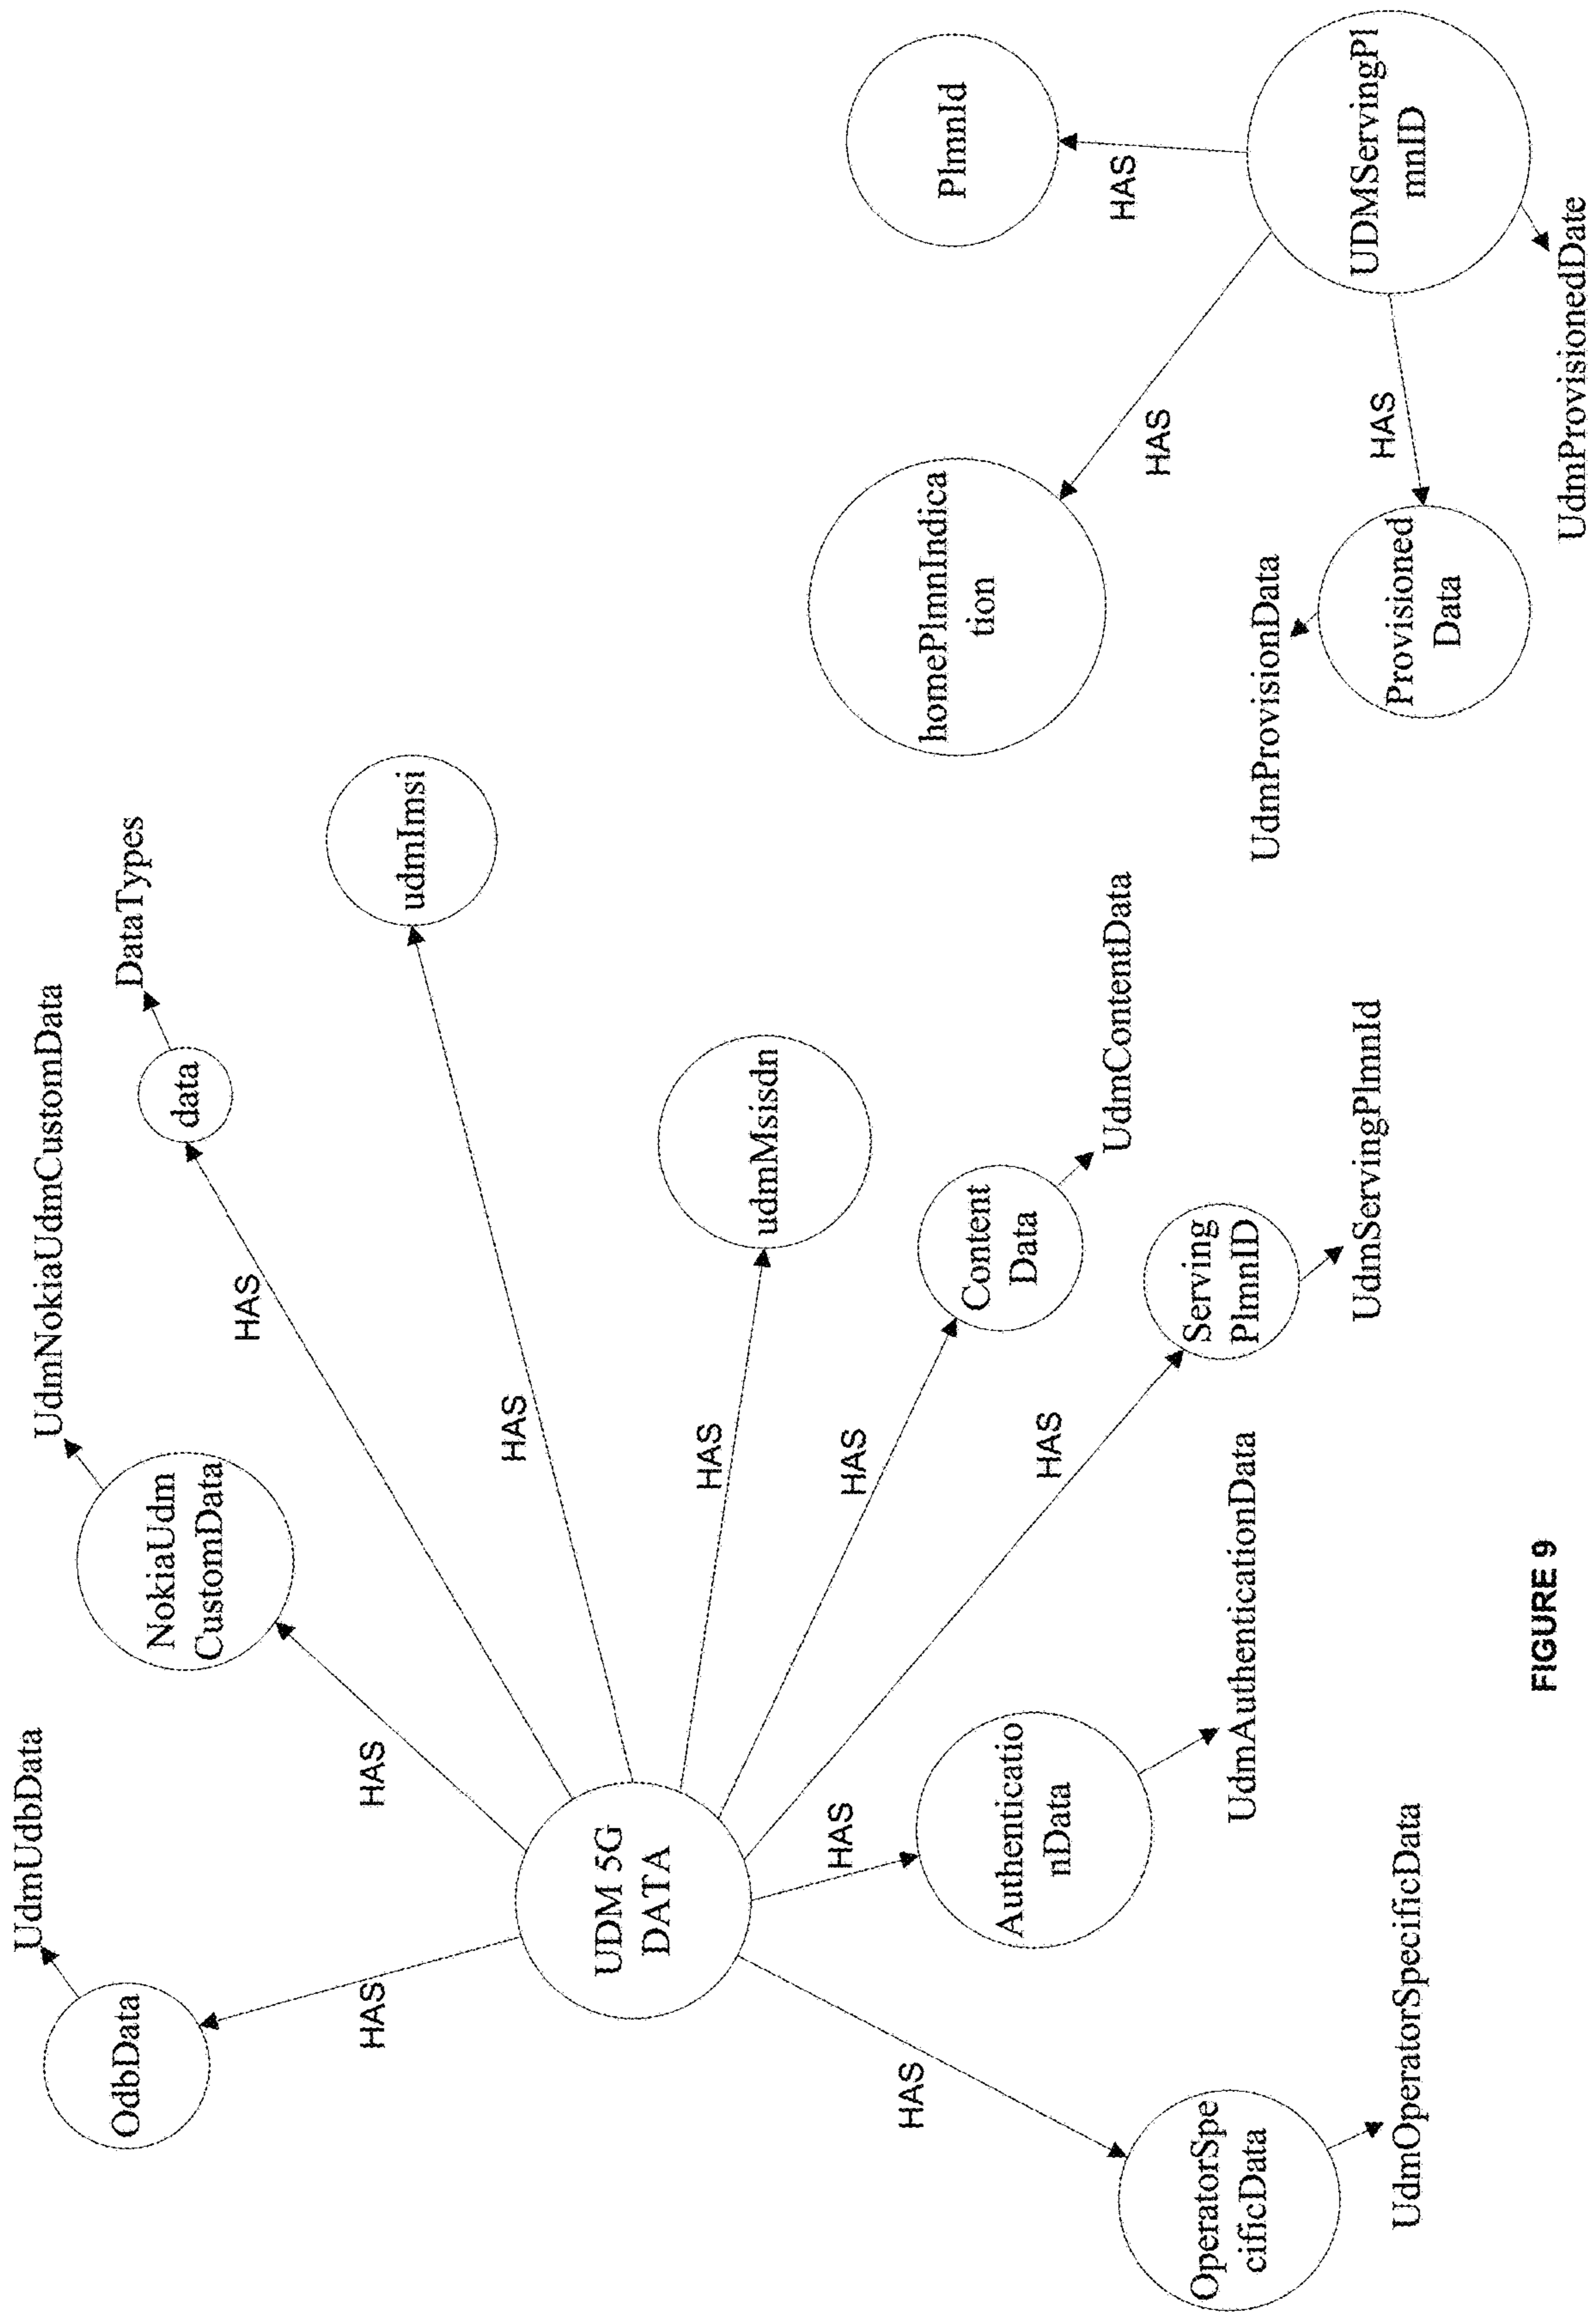 UdmUdbData
UdmNokiaUdmCustomData
DataTypes
OdbData
NokiaUdm
CustomData
data
HAS
HAS
HAS
udmImsi
HAS
UDM 5G
DATA
HAS
udmMsisdn
HAS
HAS
HAS
Content
Data
UdmContentData
homePlmnIndica
tion
PlmnId
Authenticatio
nData
HAS
HAS
HAS
OperatorSpe
cificData
UdmAuthenticationData
Serving
PlmnID
UdmProvisionData
UDMServingPl
mnID
UdmServingPlmnId
HAS
UdmOperatorSpecificData
Provisioned
Data
UdmProvisionedDate
FIGURE 9